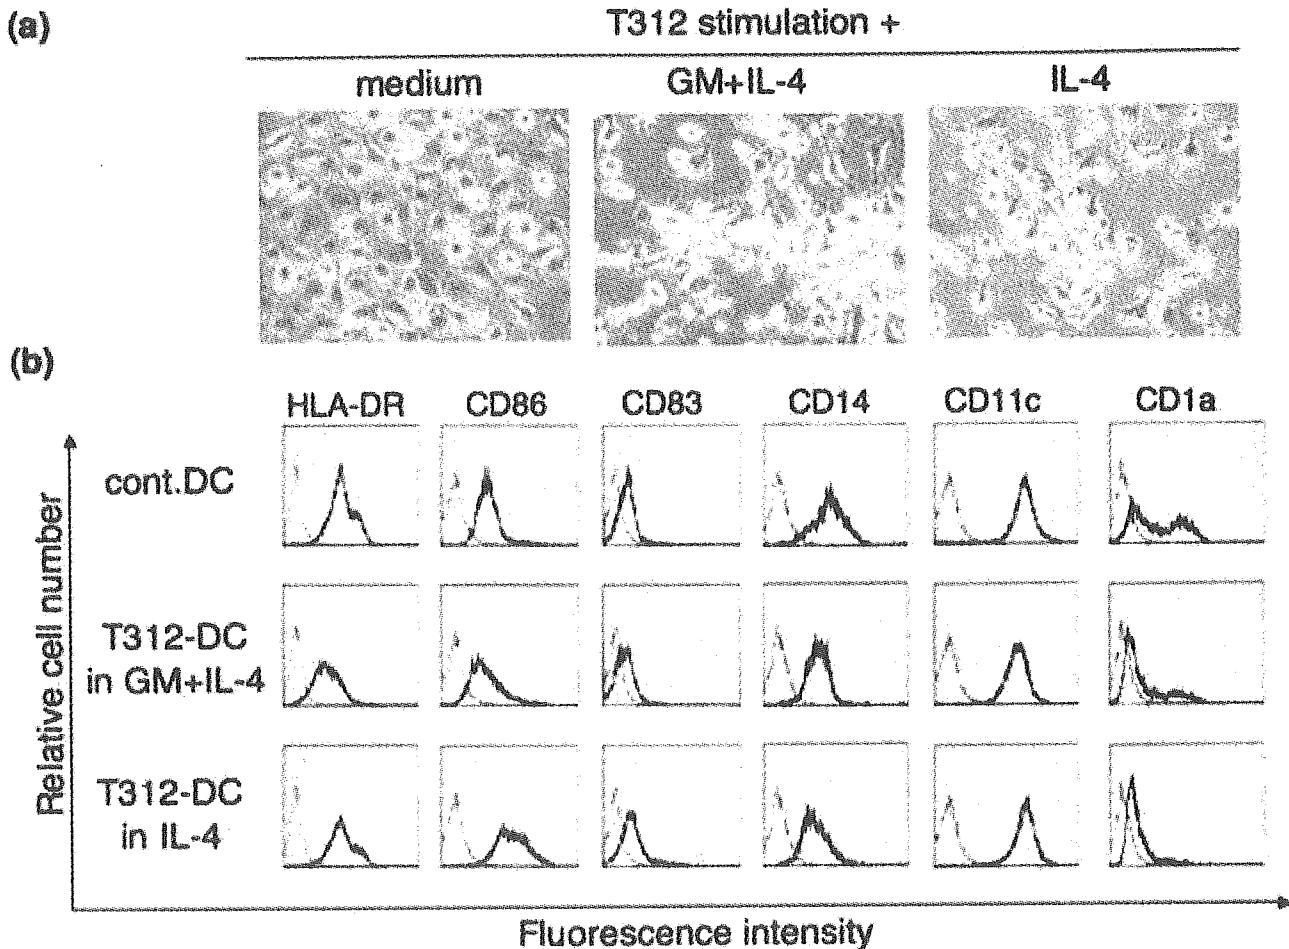 (a)
T312 stimulation +
medium GM+IL-4 IL-4
(b)
HLA-DR CD86 CD83 CD14 CD11c CD1a
cont.DC
T312-DC
in GM+IL-4
T312-DC
in IL-4
Relative cell number
Fluorescence intensity